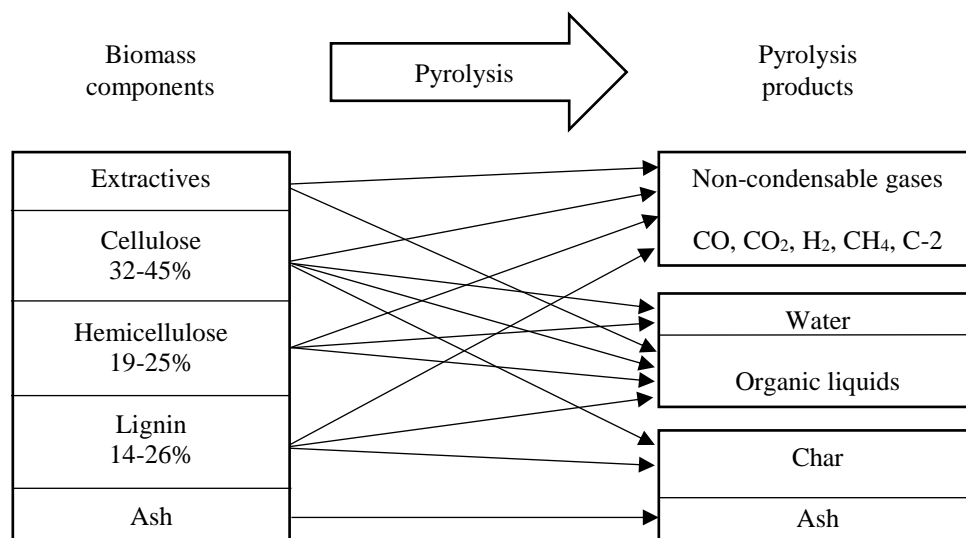 Biomass
components
Pyrolysis
Pyrolysis
products
Extractives
Cellulose
32-45%
Hemicellulose
19-25%
Lignin
14-26%
Ash
Non-condensable gases
CO, CO₂, H₂, CH₄, C-2
Water
Organic liquids
Char
Ash